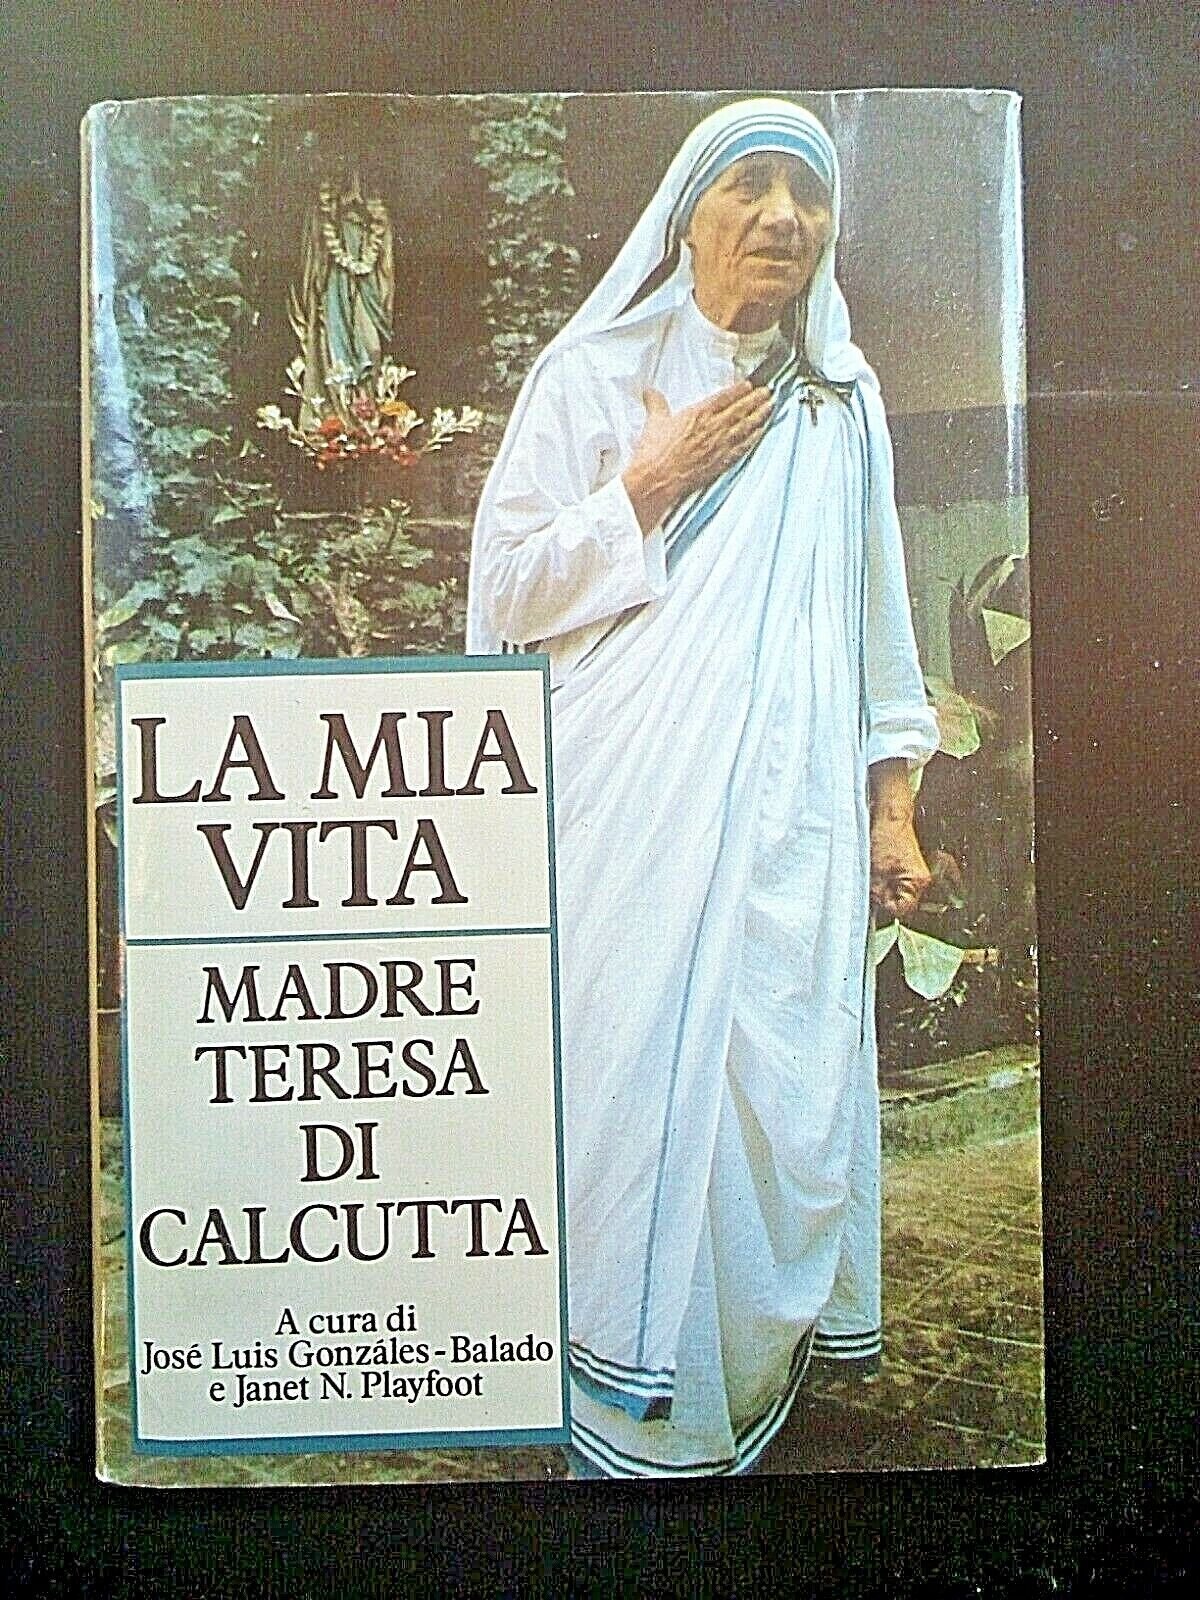 LA MIA
VITA
MADRE
TERESA
DI
CALCUTTA
A cura di
José Luis Gonzáles-Balado
e Janet N. Playfoot